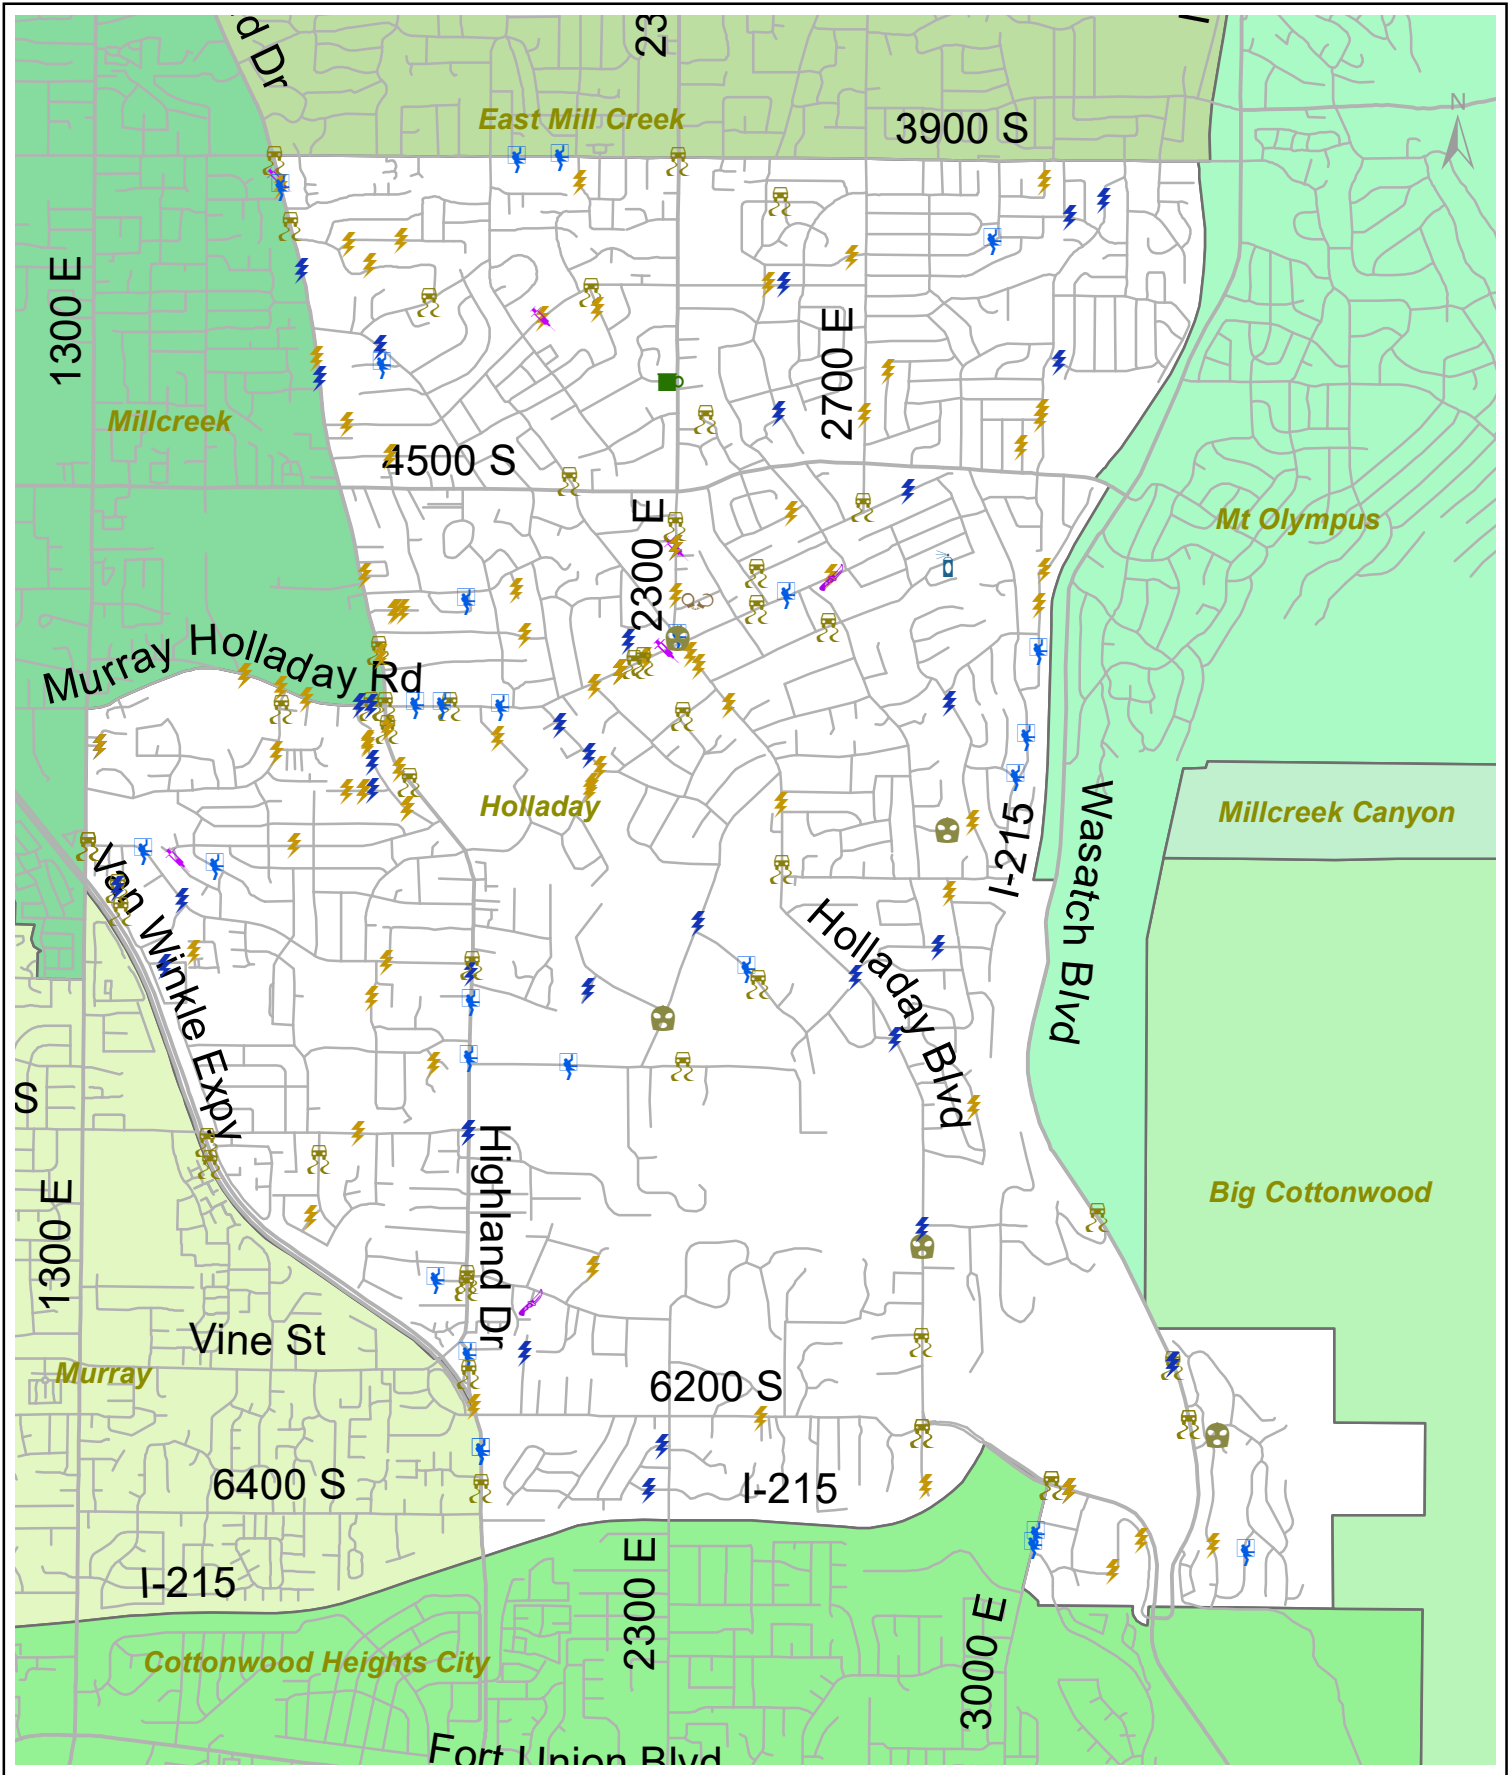 d Dr
23
East Mill Creek
3900 S
N
1300 E
2700 E
Millcreek
4500 S
2300 E
Mt Olympus
Murray Holladay Rd
Holladay
Wasatch Blvd
Millcreek Canyon
I-215
Van Winkle Expy
Holladay Blvd
S
Highland Dr
1300 E
Big Cottonwood
Vine St
Murray
6200 S
6400 S
I-215
I-215
2300 E
3000 E
Cottonwood Heights City
Fort Union Blvd